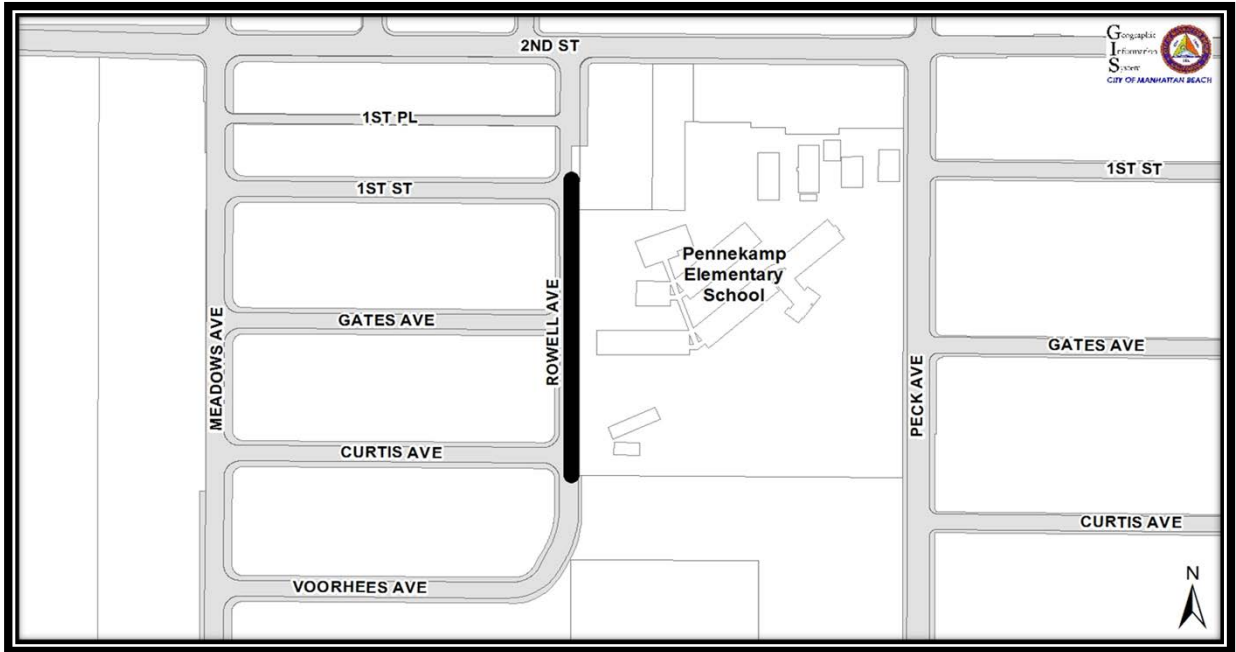 2ND ST
Geographic
Information
System
CITY OF MANHATTAN BEACH
1ST PL
1ST ST
1ST ST
Pennekamp
Elementary
School
MEADOWS AVE
GATES AVE
ROWELL AVE
GATES AVE
PECK AVE
CURTIS AVE
CURTIS AVE
VOORHEES AVE
N